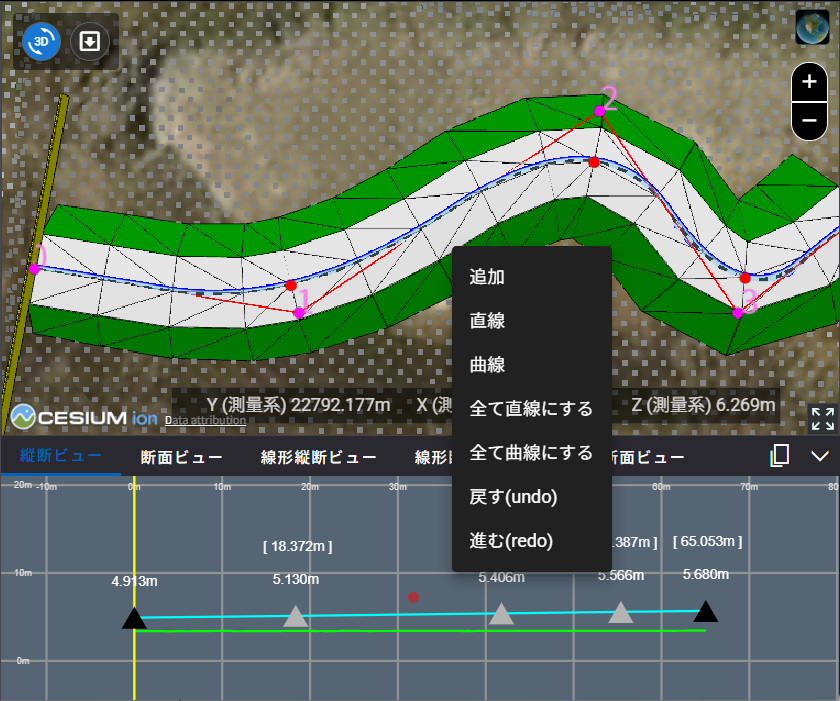 3D
2
+
−
0
1
3
追加
直線
曲線
全て直線にする
全て曲線にする
戻す(undo)
進む(redo)
CESIUM ion
Data attribution
Y (測量系) 22792.177m
X (測
Z (測量系) 6.269m
縦断ビュー
断面ビュー
線形縦断ビュー
線形
断面ビュー
20m
-10m
0m
10m
20m
30m
60m
70m
80
[ 18.372m ]
.387m ]
[ 65.053m ]
10m
4.913m
5.130m
5.406m
5.566m
5.680m
0m